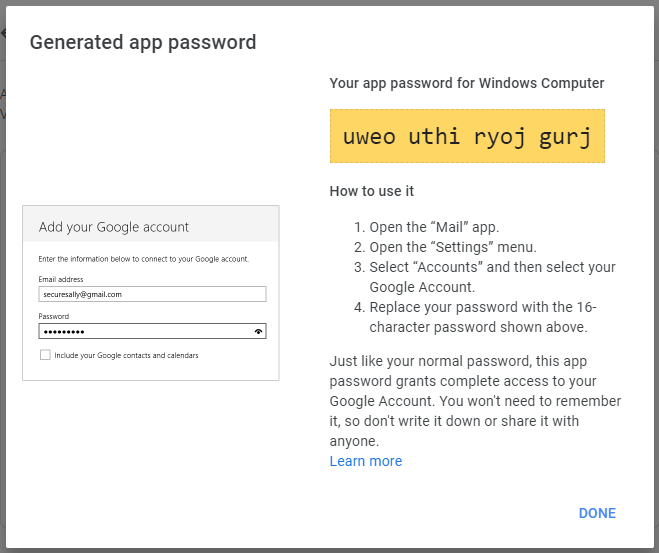 Generated app password
Your app password for Windows Computer
uweo uthi ryoj gurj
How to use it
1. Open the “Mail” app.
2. Open the “Settings” menu.
3. Select “Accounts” and then select your
Google Account.
4. Replace your password with the 16-
character password shown above.
Just like your normal password, this app
password grants complete access to your
Google Account. You won't need to remember
it, so don't write it down or share it with
anyone.
Learn more
Add your Google account
Enter the information below to connect to your Google account.
Email address
securesally@gmail.com
Password
•••••••••
Include your Google contacts and calendars
DONE